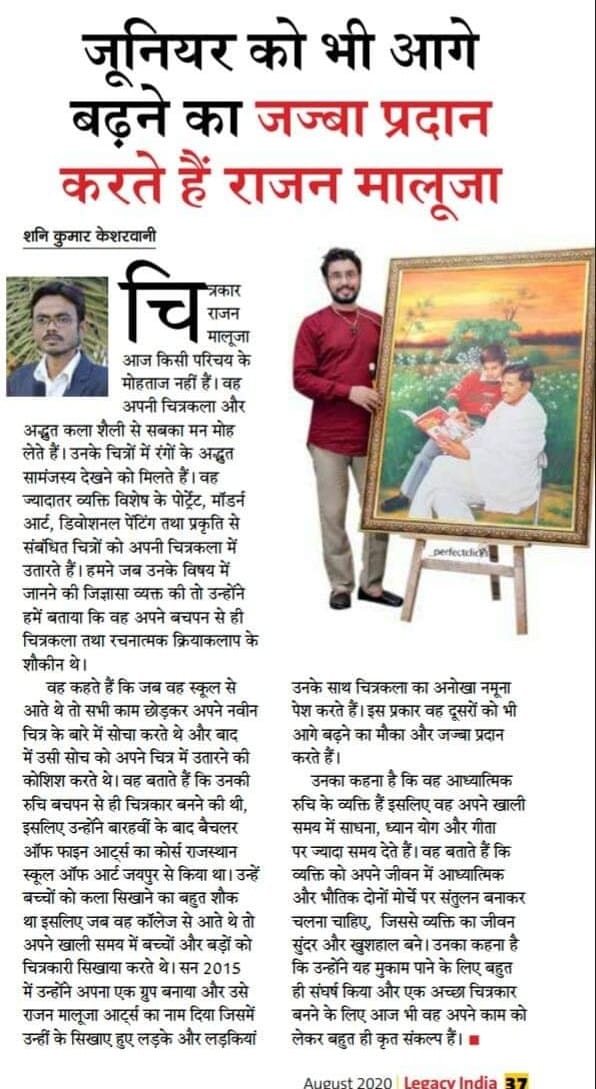 जूनियर को भी आगे
बढ़ने का जज्बा प्रदान
करते हैं राजन मालूजा
शनि कुमार केशरवानी
चित्रकार
राजन
मालूजा
आज किसी परिचय के
मोहताज नहीं हैं। वह
अपनी चित्रकला और
अद्भुत कला शैली से सबका मन मोह
लेते हैं। उनके चित्रों में रंगों के अद्भुत
सामंजस्य देखने को मिलते हैं। वह
ज्यादातर व्यक्ति विशेष के पोर्ट्रेट, मॉडर्न
आर्ट, डिवोशनल पेंटिंग तथा प्रकृति से
संबंधित चित्रों को अपनी चित्रकला में
उतारते हैं। हमने जब उनके विषय में
जानने की जिज्ञासा व्यक्त की तो उन्होंने
हमें बताया कि वह अपने बचपन से ही
चित्रकला तथा रचनात्मक क्रियाकलाप के
शौकीन थे।
वह कहते हैं कि जब वह स्कूल से
आते थे तो सभी काम छोड़कर अपने नवीन
चित्र के बारे में सोचा करते थे और बाद
में उसी सोच को अपने चित्र में उतारने की
कोशिश करते थे। वह बताते हैं कि उनकी
रुचि बचपन से ही चित्रकार बनने की थी,
इसलिए उन्होंने बारहवीं के बाद बैचलर
ऑफ फाइन आर्ट्स का कोर्स राजस्थान
स्कूल ऑफ आर्ट जयपुर से किया था। उन्हें
बच्चों को कला सिखाने का बहुत शौक
था इसलिए जब वह कॉलेज से आते थे तो
अपने खाली समय में बच्चों और बड़ों को
चित्रकारी सिखाया करते थे। सन 2015
में उन्होंने अपना एक ग्रुप बनाया और उसे
राजन मालूजा आर्ट्स का नाम दिया जिसमें
उन्हीं के सिखाए हुए लड़के और लड़कियां
_perfectclicks
उनके साथ चित्रकला का अनोखा नमूना
पेश करते हैं। इस प्रकार वह दूसरों को भी
आगे बढ़ने का मौका और जज्बा प्रदान
करते हैं।
उनका कहना है कि वह आध्यात्मिक
रुचि के व्यक्ति हैं इसलिए वह अपने खाली
समय में साधना, ध्यान योग और गीता
पर ज्यादा समय देते हैं। वह बताते हैं कि
व्यक्ति को अपने जीवन में आध्यात्मिक
और भौतिक दोनों मोर्चे पर संतुलन बनाकर
चलना चाहिए, जिससे व्यक्ति का जीवन
सुंदर और खुशहाल बने। उनका कहना है
कि उन्होंने यह मुकाम पाने के लिए बहुत
ही संघर्ष किया और एक अच्छा चित्रकार
बनने के लिए आज भी वह अपने काम को
लेकर बहुत ही कृत संकल्प हैं।
August 2020 | Legacy India 37